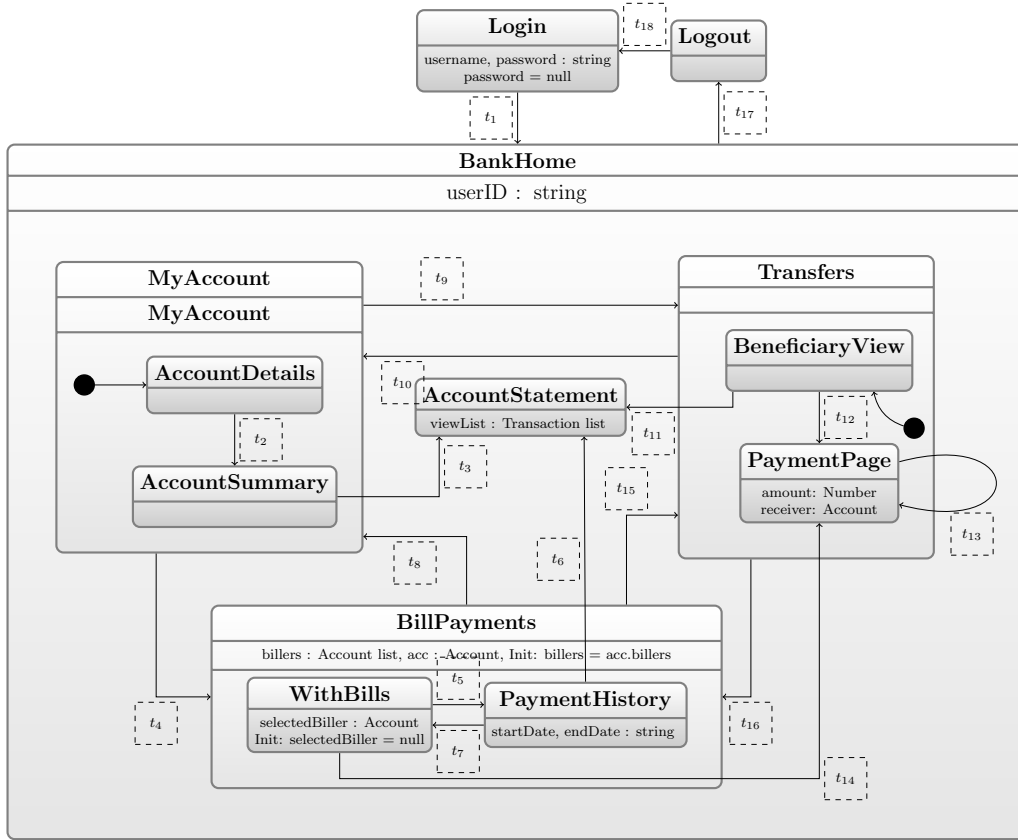 Login
username, password : string
password = null
t18
Logout
t1
t17
BankHome
userID : string
MyAccount
MyAccount
t9
Transfers
BeneficiaryView
AccountDetails
t10
AccountStatement
viewList : Transaction list
t11
t12
t2
AccountSummary
t3
t15
PaymentPage
amount: Number
receiver: Account
t13
t8
t6
BillPayments
billers : Account list, acc : Account, Init: billers = acc.billers
t5
WithBills
selectedBiller : Account
Init: selectedBiller = null
PaymentHistory
startDate, endDate : string
t4
t7
t16
t14